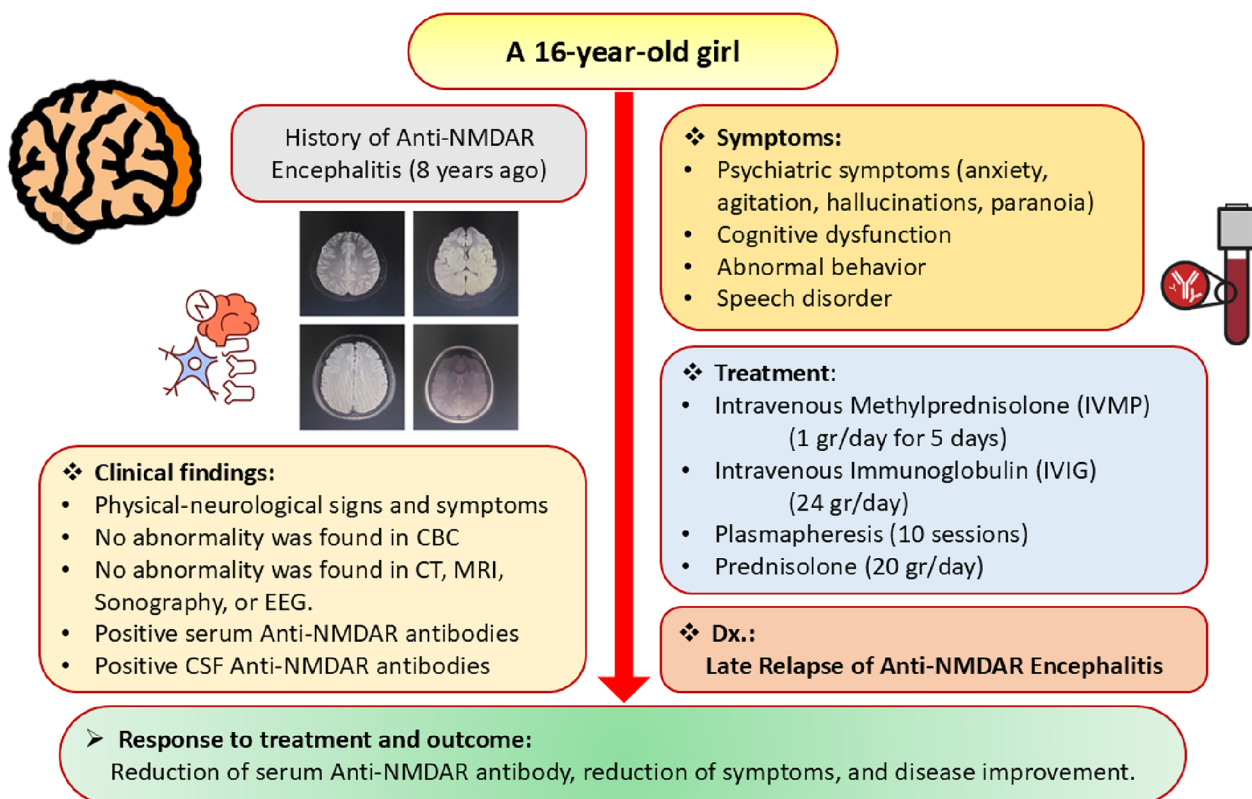 A 16-year-old girl
History of Anti-NMDAR
Encephalitis (8 years ago)
❖ Clinical findings:
• Physical-neurological signs and symptoms
• No abnormality was found in CBC
• No abnormality was found in CT, MRI,
Sonography, or EEG.
• Positive serum Anti-NMDAR antibodies
• Positive CSF Anti-NMDAR antibodies
❖ Symptoms:
• Psychiatric symptoms (anxiety,
agitation, hallucinations, paranoia)
• Cognitive dysfunction
• Abnormal behavior
• Speech disorder
❖ Treatment:
• Intravenous Methylprednisolone (IVMP)
(1 gr/day for 5 days)
• Intravenous Immunoglobulin (IVIG)
(24 gr/day)
• Plasmapheresis (10 sessions)
• Prednisolone (20 gr/day)
❖ Dx.:
Late Relapse of Anti-NMDAR Encephalitis
➢ Response to treatment and outcome:
Reduction of serum Anti-NMDAR antibody, reduction of symptoms, and disease improvement.